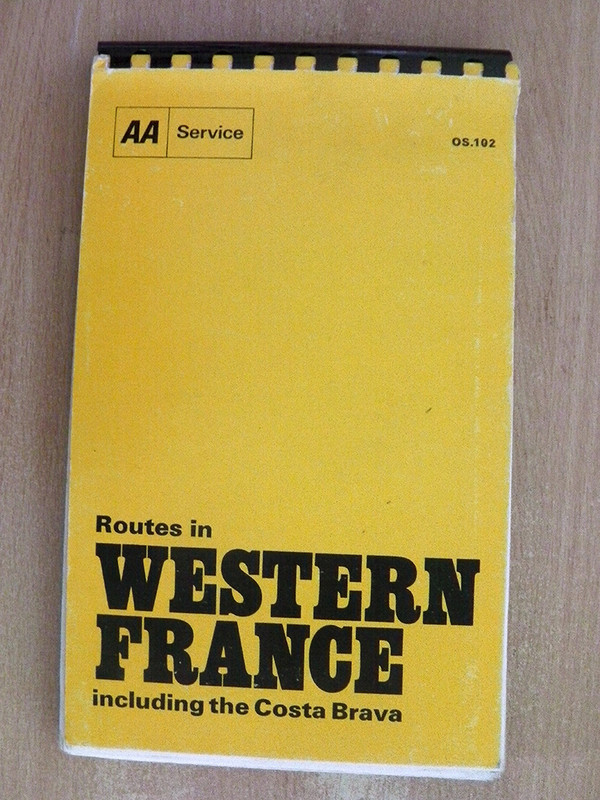 AA Service
OS.102
Routes in
WESTERN
FRANCE
including the Costa Brava